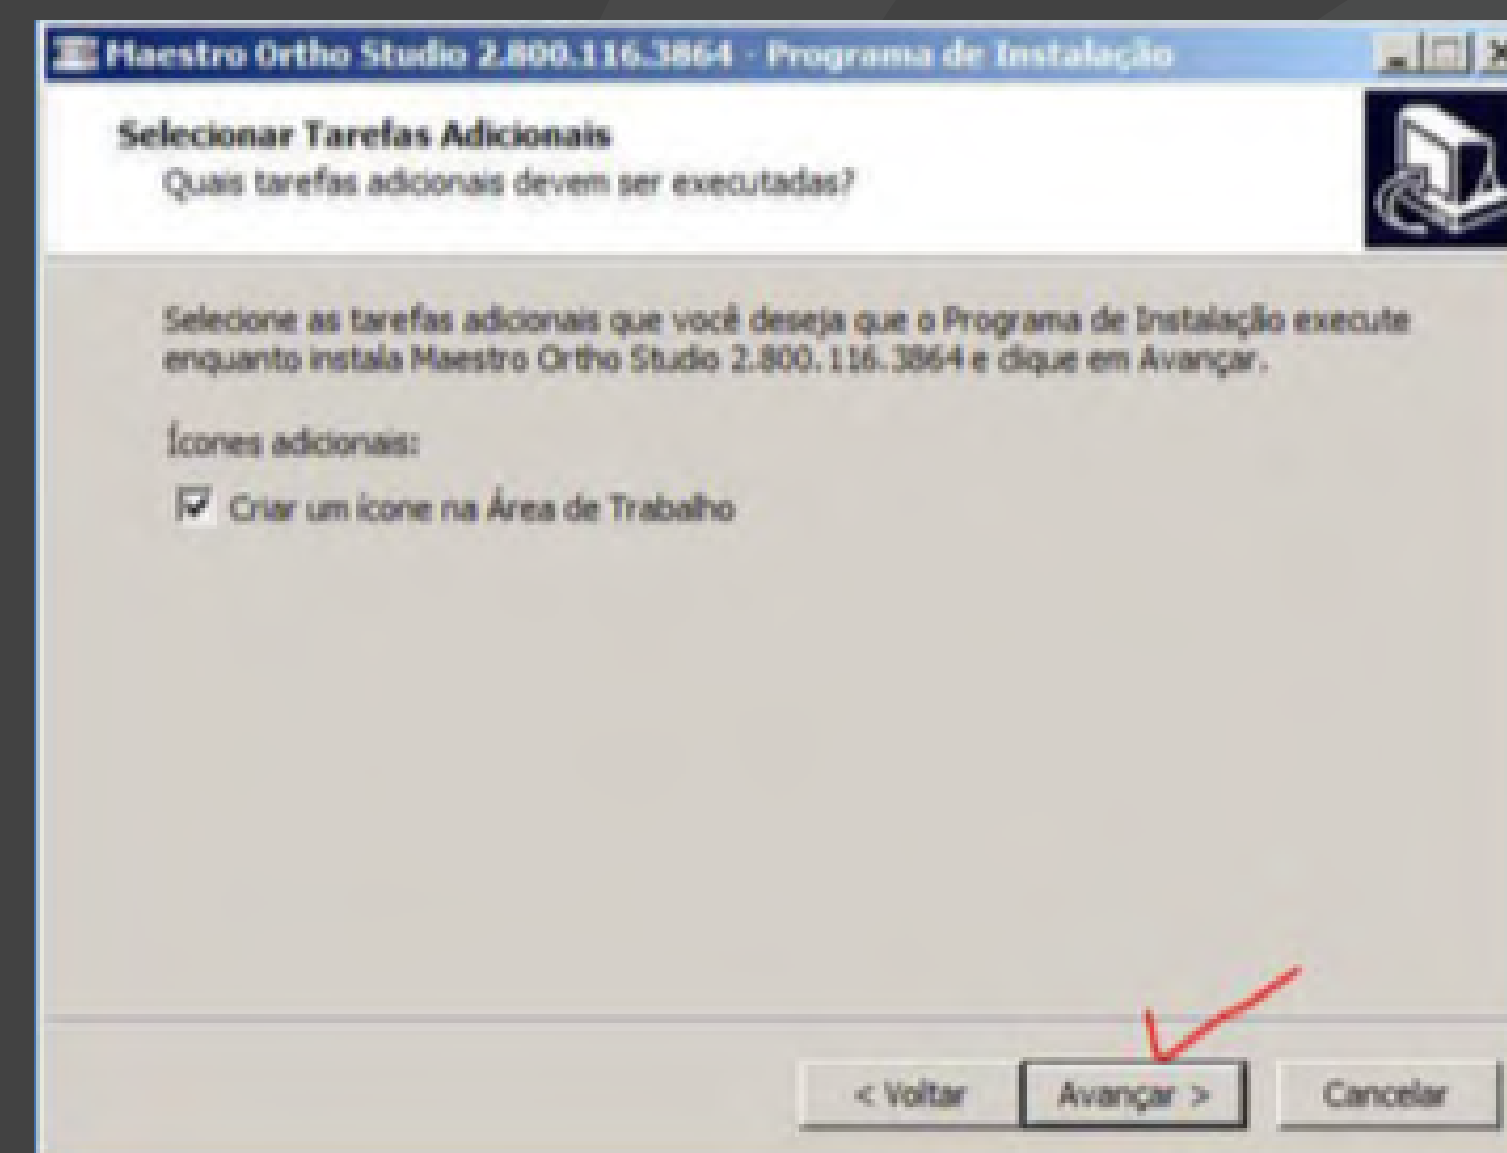 Maestro Ortho Studio 2.800.116.3864 - Programa de Instalação
Selecionar Tarefas Adicionais
Quais tarefas adicionais devem ser executadas?
Selecione as tarefas adicionais que você deseja que o Programa de Instalação execute
enquanto instala Maestro Ortho Studio 2.800.116.3864 e clique em Avançar.
Ícones adicionais:
Criar um ícone na Área de Trabalho
< Voltar Avançar > Cancelar